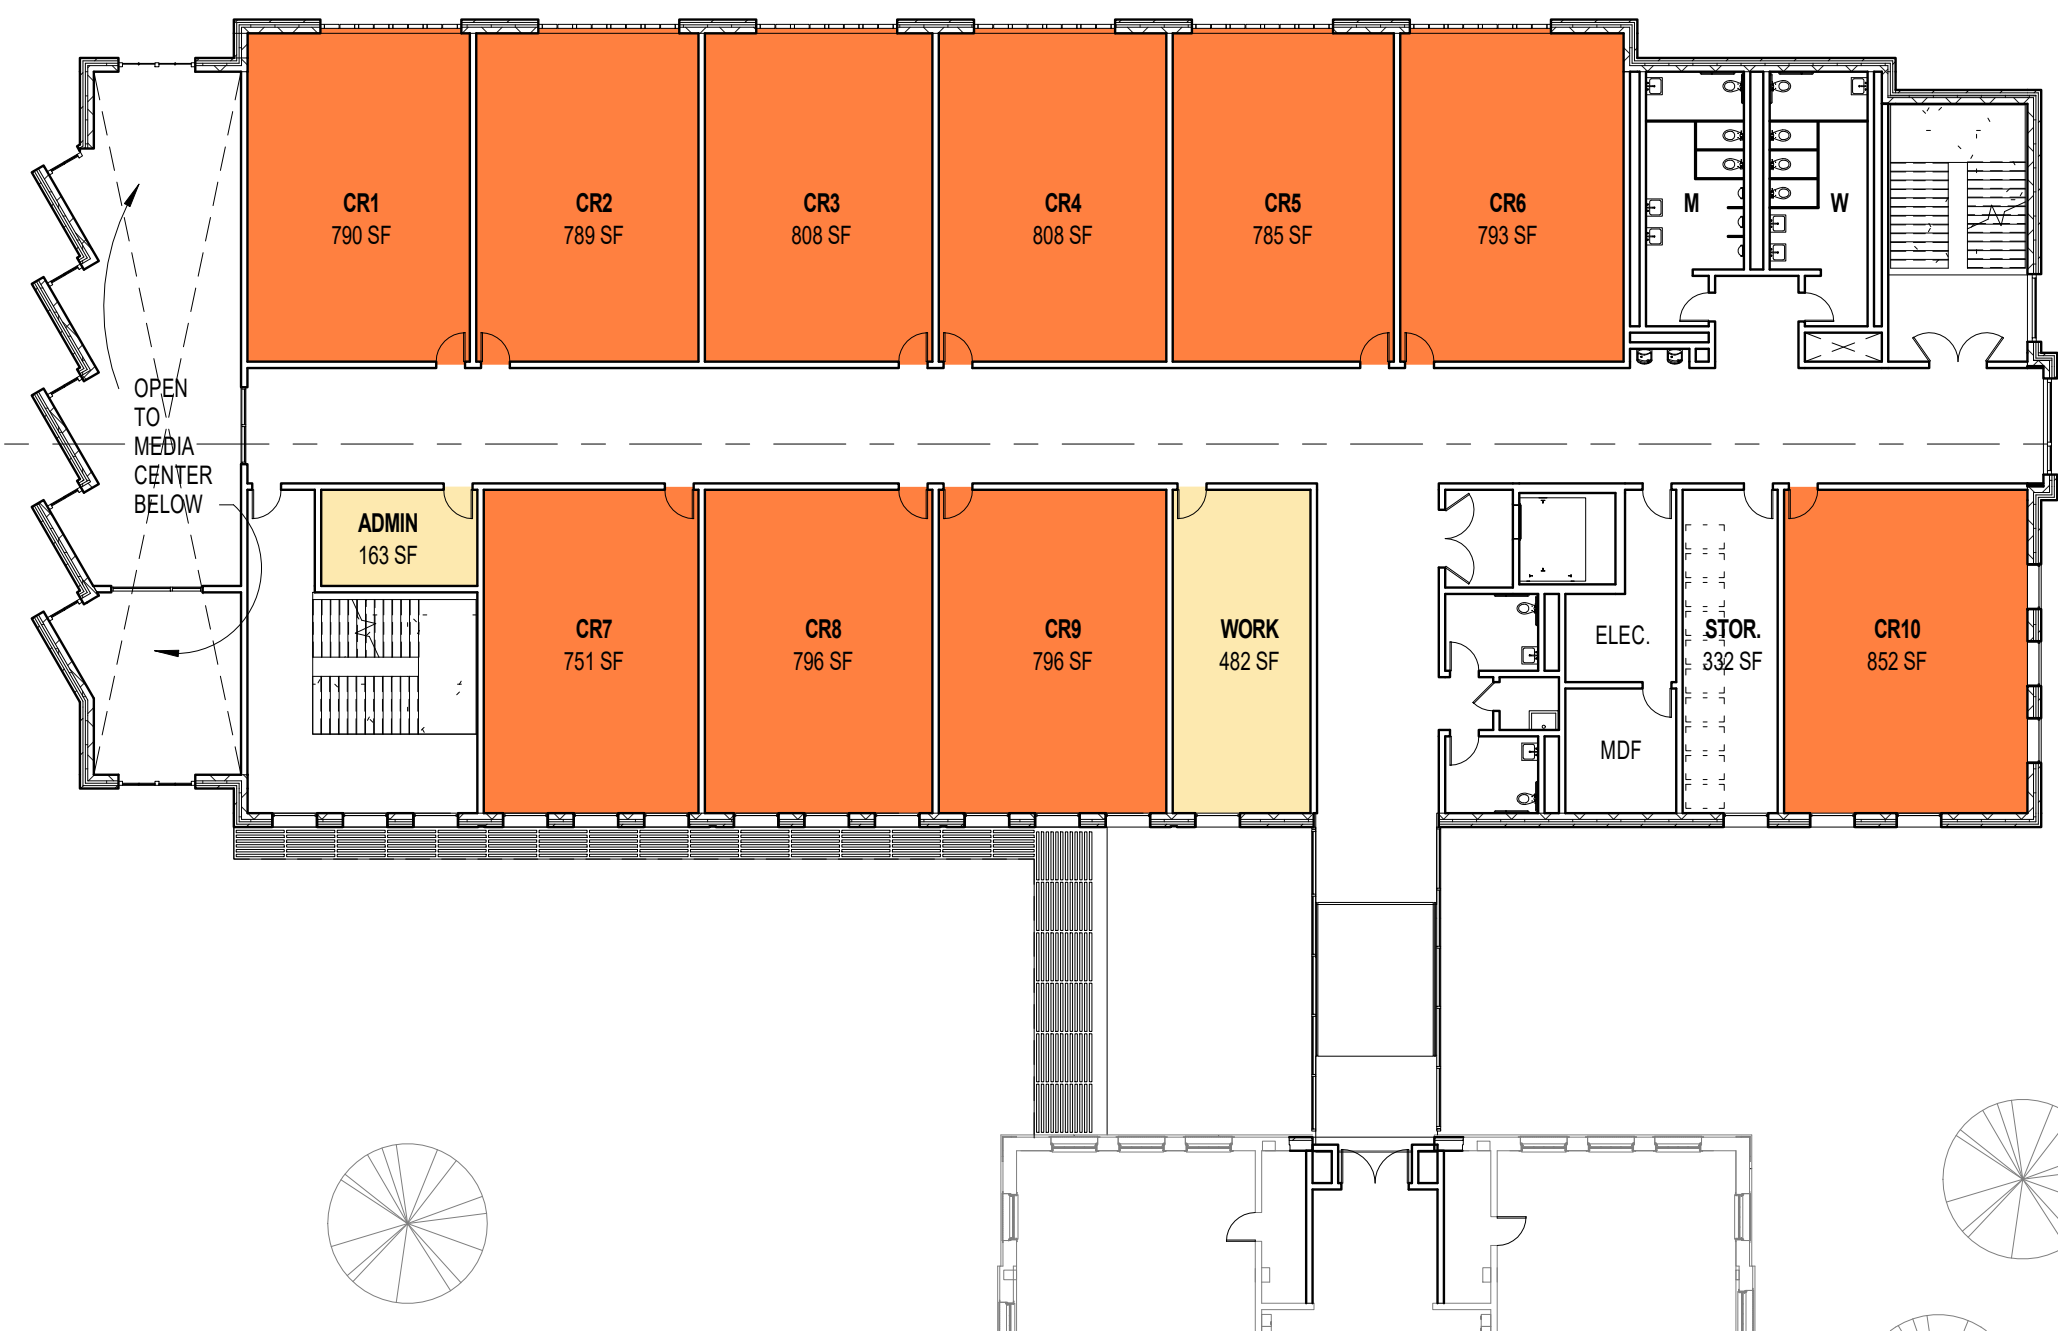 CR1
790 SF
CR2
789 SF
CR3
808 SF
CR4
808 SF
CR5
785 SF
CR6
793 SF
M
W
OPEN
TO
MEDIA
CENTER
BELOW
ADMIN
163 SF
CR7
751 SF
CR8
796 SF
CR9
796 SF
WORK
482 SF
ELEC.
STOR.
332 SF
CR10
852 SF
MDF